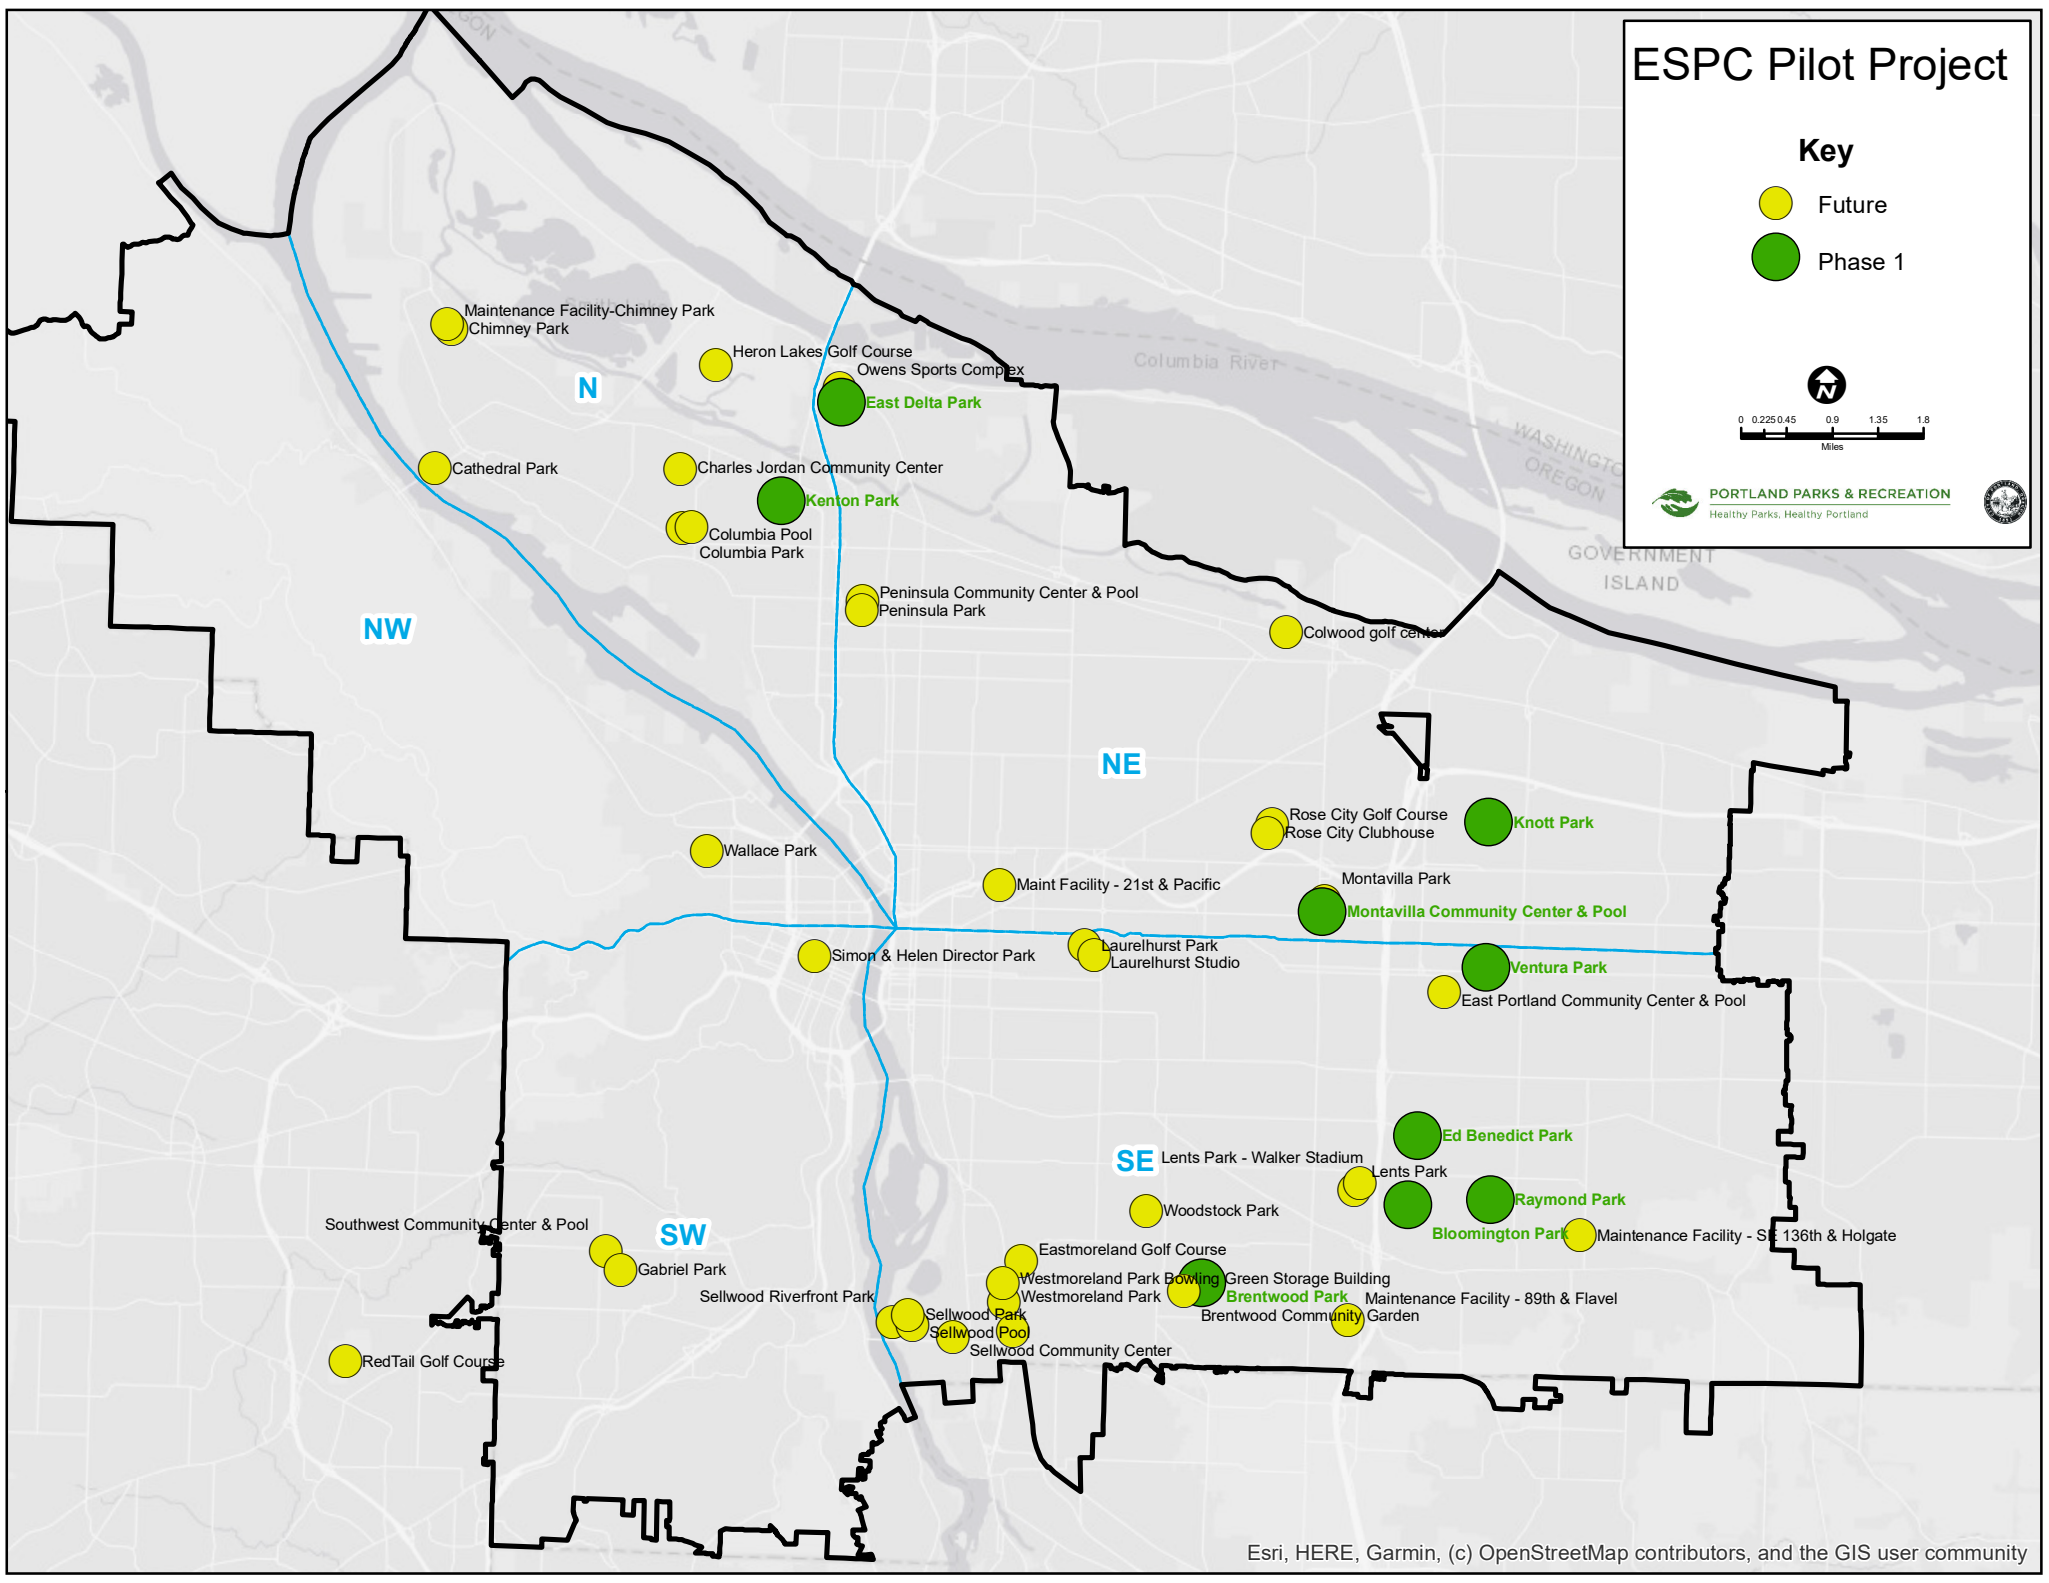 ESPC Pilot Project
Key
Future
Phase 1
N
0 0.225 0.45 0.9 1.35 1.8
Miles
PORTLAND PARKS & RECREATION
Healthy Parks, Healthy Portland
Smith Lake
Columbia River
WASHINGTO
OREGON
GOVERNMENT
ISLAND
Maintenance Facility-Chimney Park
Chimney Park
Heron Lakes Golf Course
Owens Sports Complex
East Delta Park
N
Cathedral Park
Charles Jordan Community Center
Kenton Park
Columbia Pool
Columbia Park
Peninsula Community Center & Pool
Peninsula Park
Colwood golf center
NW
NE
Rose City Golf Course
Rose City Clubhouse
Knott Park
Wallace Park
Maint Facility - 21st & Pacific
Montavilla Park
Montavilla Community Center & Pool
Simon & Helen Director Park
Laurelhurst Park
Laurelhurst Studio
Ventura Park
East Portland Community Center & Pool
Ed Benedict Park
SE
Lents Park - Walker Stadium
Lents Park
Raymond Park
Woodstock Park
Bloomington Park
Maintenance Facility - SE 136th & Holgate
Southwest Community Center & Pool
SW
Gabriel Park
Eastmoreland Golf Course
Westmoreland Park Bowling Green Storage Building
Westmoreland Park
Sellwood Riverfront Park
Brentwood Park
Maintenance Facility - 89th & Flavel
Brentwood Community Garden
Sellwood Park
Sellwood Pool
Sellwood Community Center
RedTail Golf Course
Esri, HERE, Garmin, (c) OpenStreetMap contributors, and the GIS user community